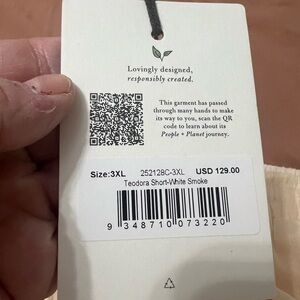 Lovingly designed,
responsibly created.
This garment has passed
through many hands to make
its way to you, scan the QR
code to learn about its
People + Planet journey.
Size:3XL 252128C-3XL USD 129.00
Teodora Short-White Smoke
9 348710 073220